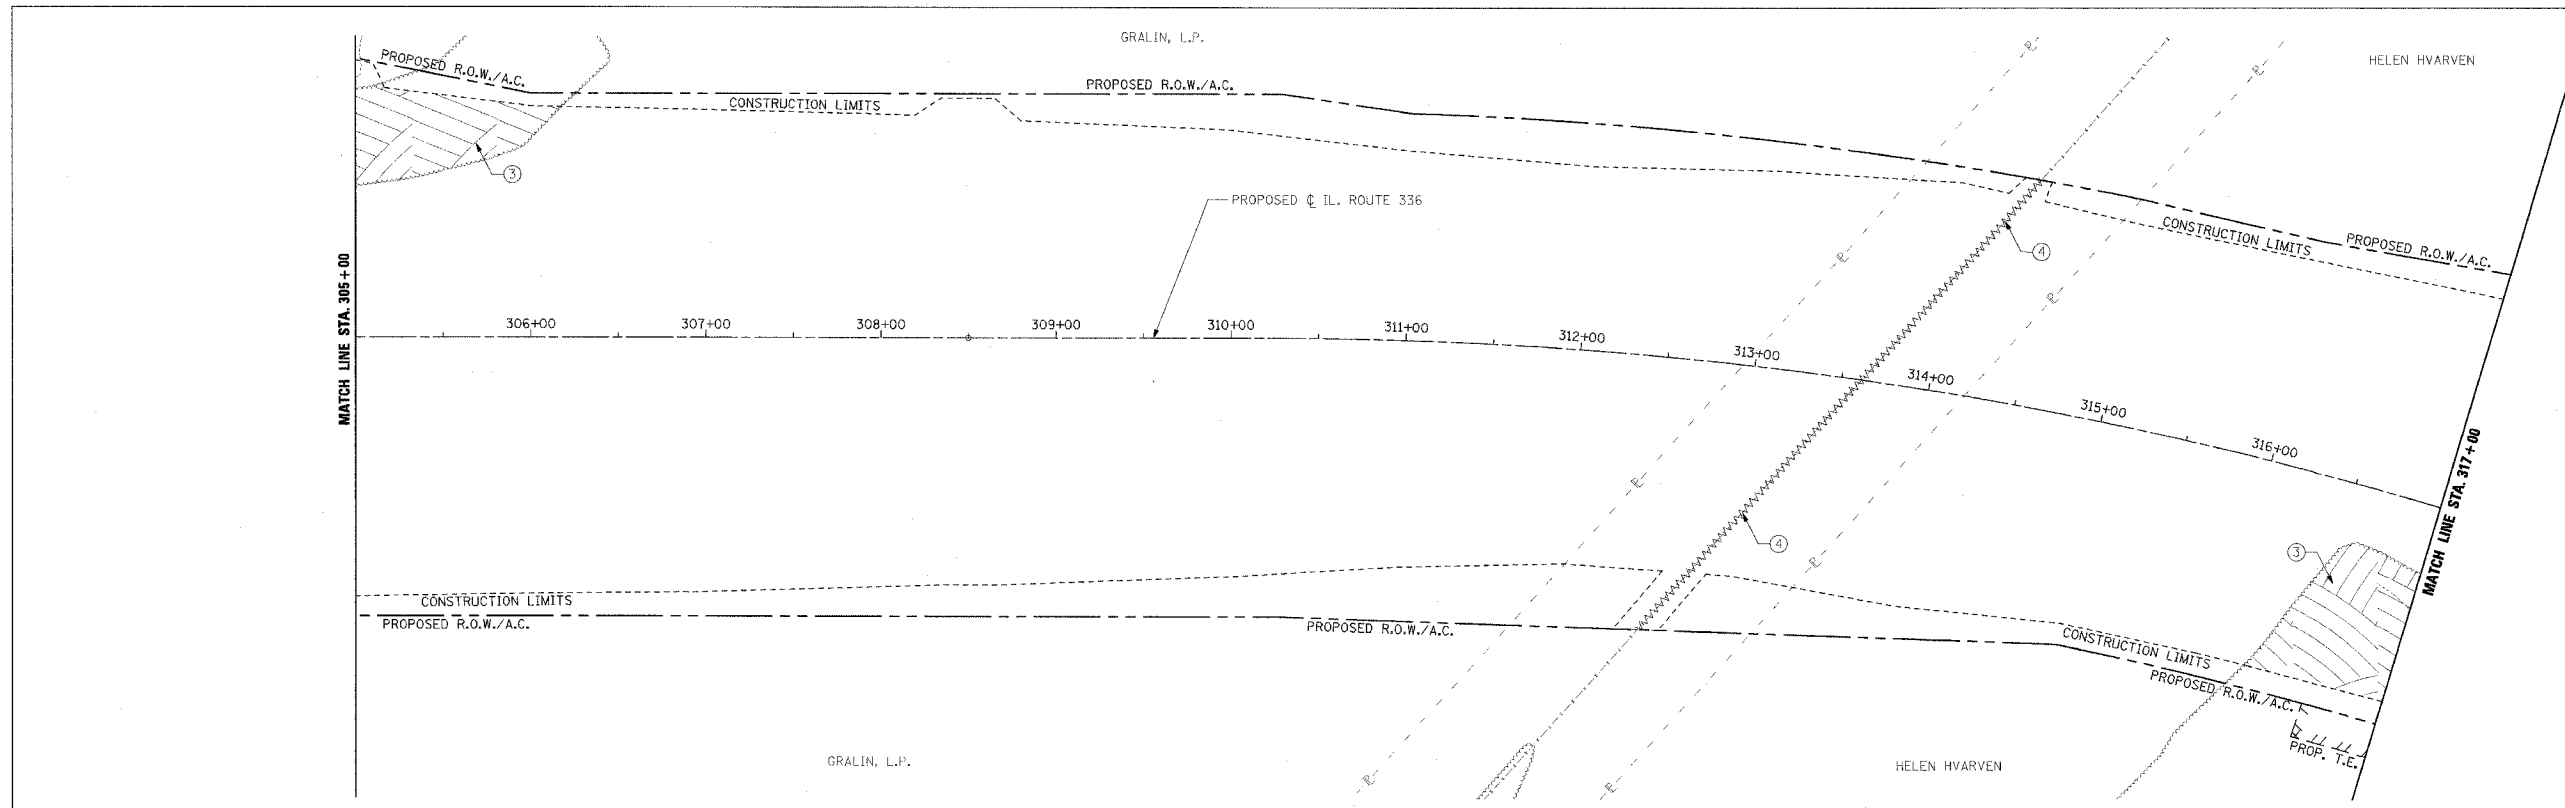 GRALIN, L.P.
HELEN HVARVEN
PROPOSED R.O.W./A.C.
CONSTRUCTION LIMITS
PROPOSED R.O.W./A.C.
3
PROPOSED ℄ IL. ROUTE 336
4
CONSTRUCTION LIMITS
PROPOSED R.O.W./A.C.
MATCH LINE STA. 305+00
306+00
307+00
308+00
309+00
310+00
311+00
312+00
313+00
314+00
315+00
316+00
MATCH LINE STA. 317+00
4
3
CONSTRUCTION LIMITS
PROPOSED R.O.W./A.C.
PROPOSED R.O.W./A.C.
CONSTRUCTION LIMITS
PROPOSED R.O.W./A.C.
PROP. T.E.
GRALIN, L.P.
HELEN HVARVEN